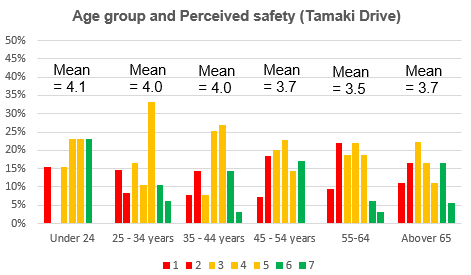 Age group and Perceived safety (Tamaki Drive)
50%
45%
40%
35%
30%
25%
20%
15%
10%
5%
0%
Mean = 4.1
Mean = 4.0
Mean = 4.0
Mean = 3.7
Mean = 3.5
Mean = 3.7
Under 24
25 - 34 years
35 - 44 years
45 - 54 years
55-64
Abover 65
1 2 3 4 5 6 7